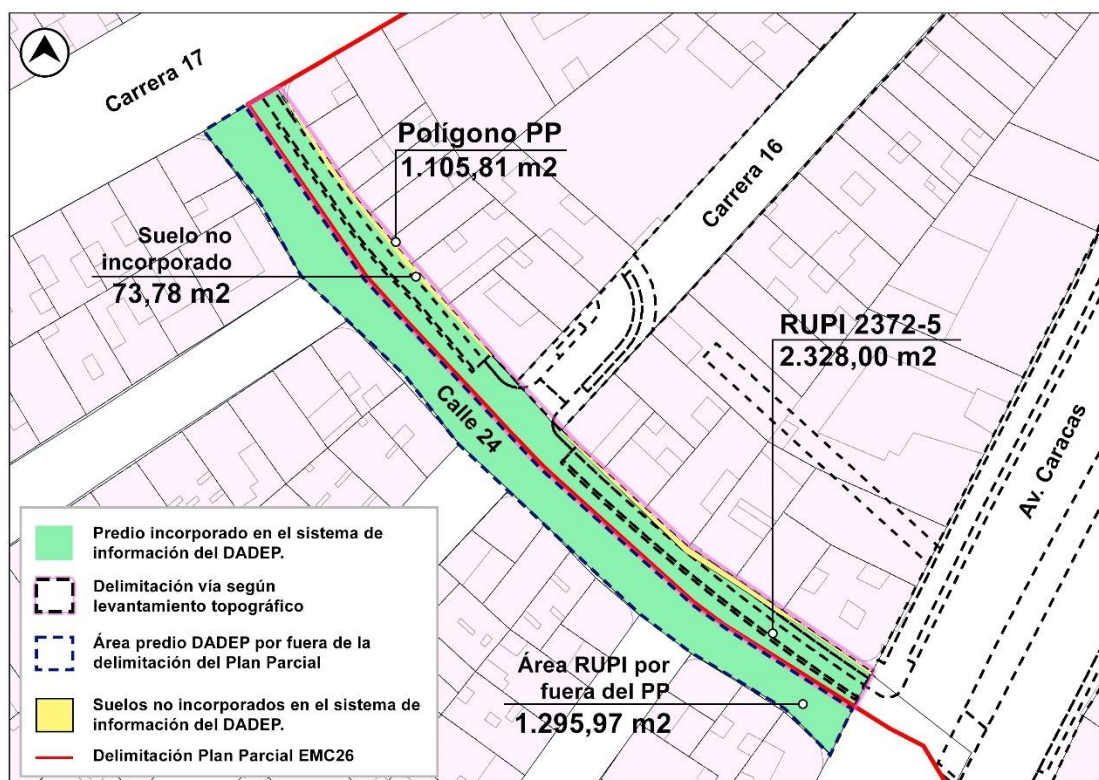 Carrera 17
Polígono PP
1.105,81 m2
Carrera 16
Suelo no
incorporado
73,78 m2
RUPI 2372-5
2.328,00 m2
Calle 24
Av. Caracas
Área RUPI por
fuera del PP
1.295,97 m2
Predio incorporado en el sistema de
información del DADEP.
Delimitación vía según
levantamiento topográfico
Área predio DADEP por fuera de la
delimitación del Plan Parcial
Suelos no incorporados en el sistema de
información del DADEP.
Delimitación Plan Parcial EMC26